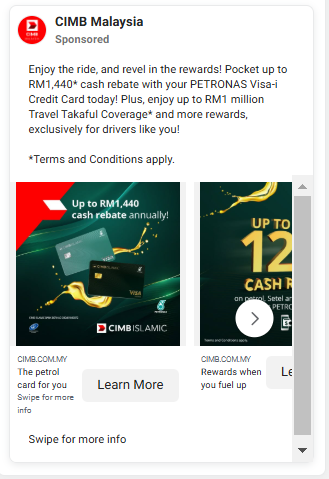 CIMB Malaysia
Sponsored
Enjoy the ride, and revel in the rewards! Pocket up to
RM1,440* cash rebate with your PETRONAS Visa-i
Credit Card today! Plus, enjoy up to RM1 million
Travel Takaful Coverage* and more rewards,
exclusively for drivers like you!
*Terms and Conditions apply.
Up to RM1,440
cash rebate annually!
CIMB ISLAMIC
UP TO
12
CASH R
on petrol, Setel an
Terms and Conditions apply.
CIMB.COM.MY
The petrol
card for you
Swipe for more
info
Learn More
CIMB.COM.MY
Rewards when
you fuel up
Le
Swipe for more info